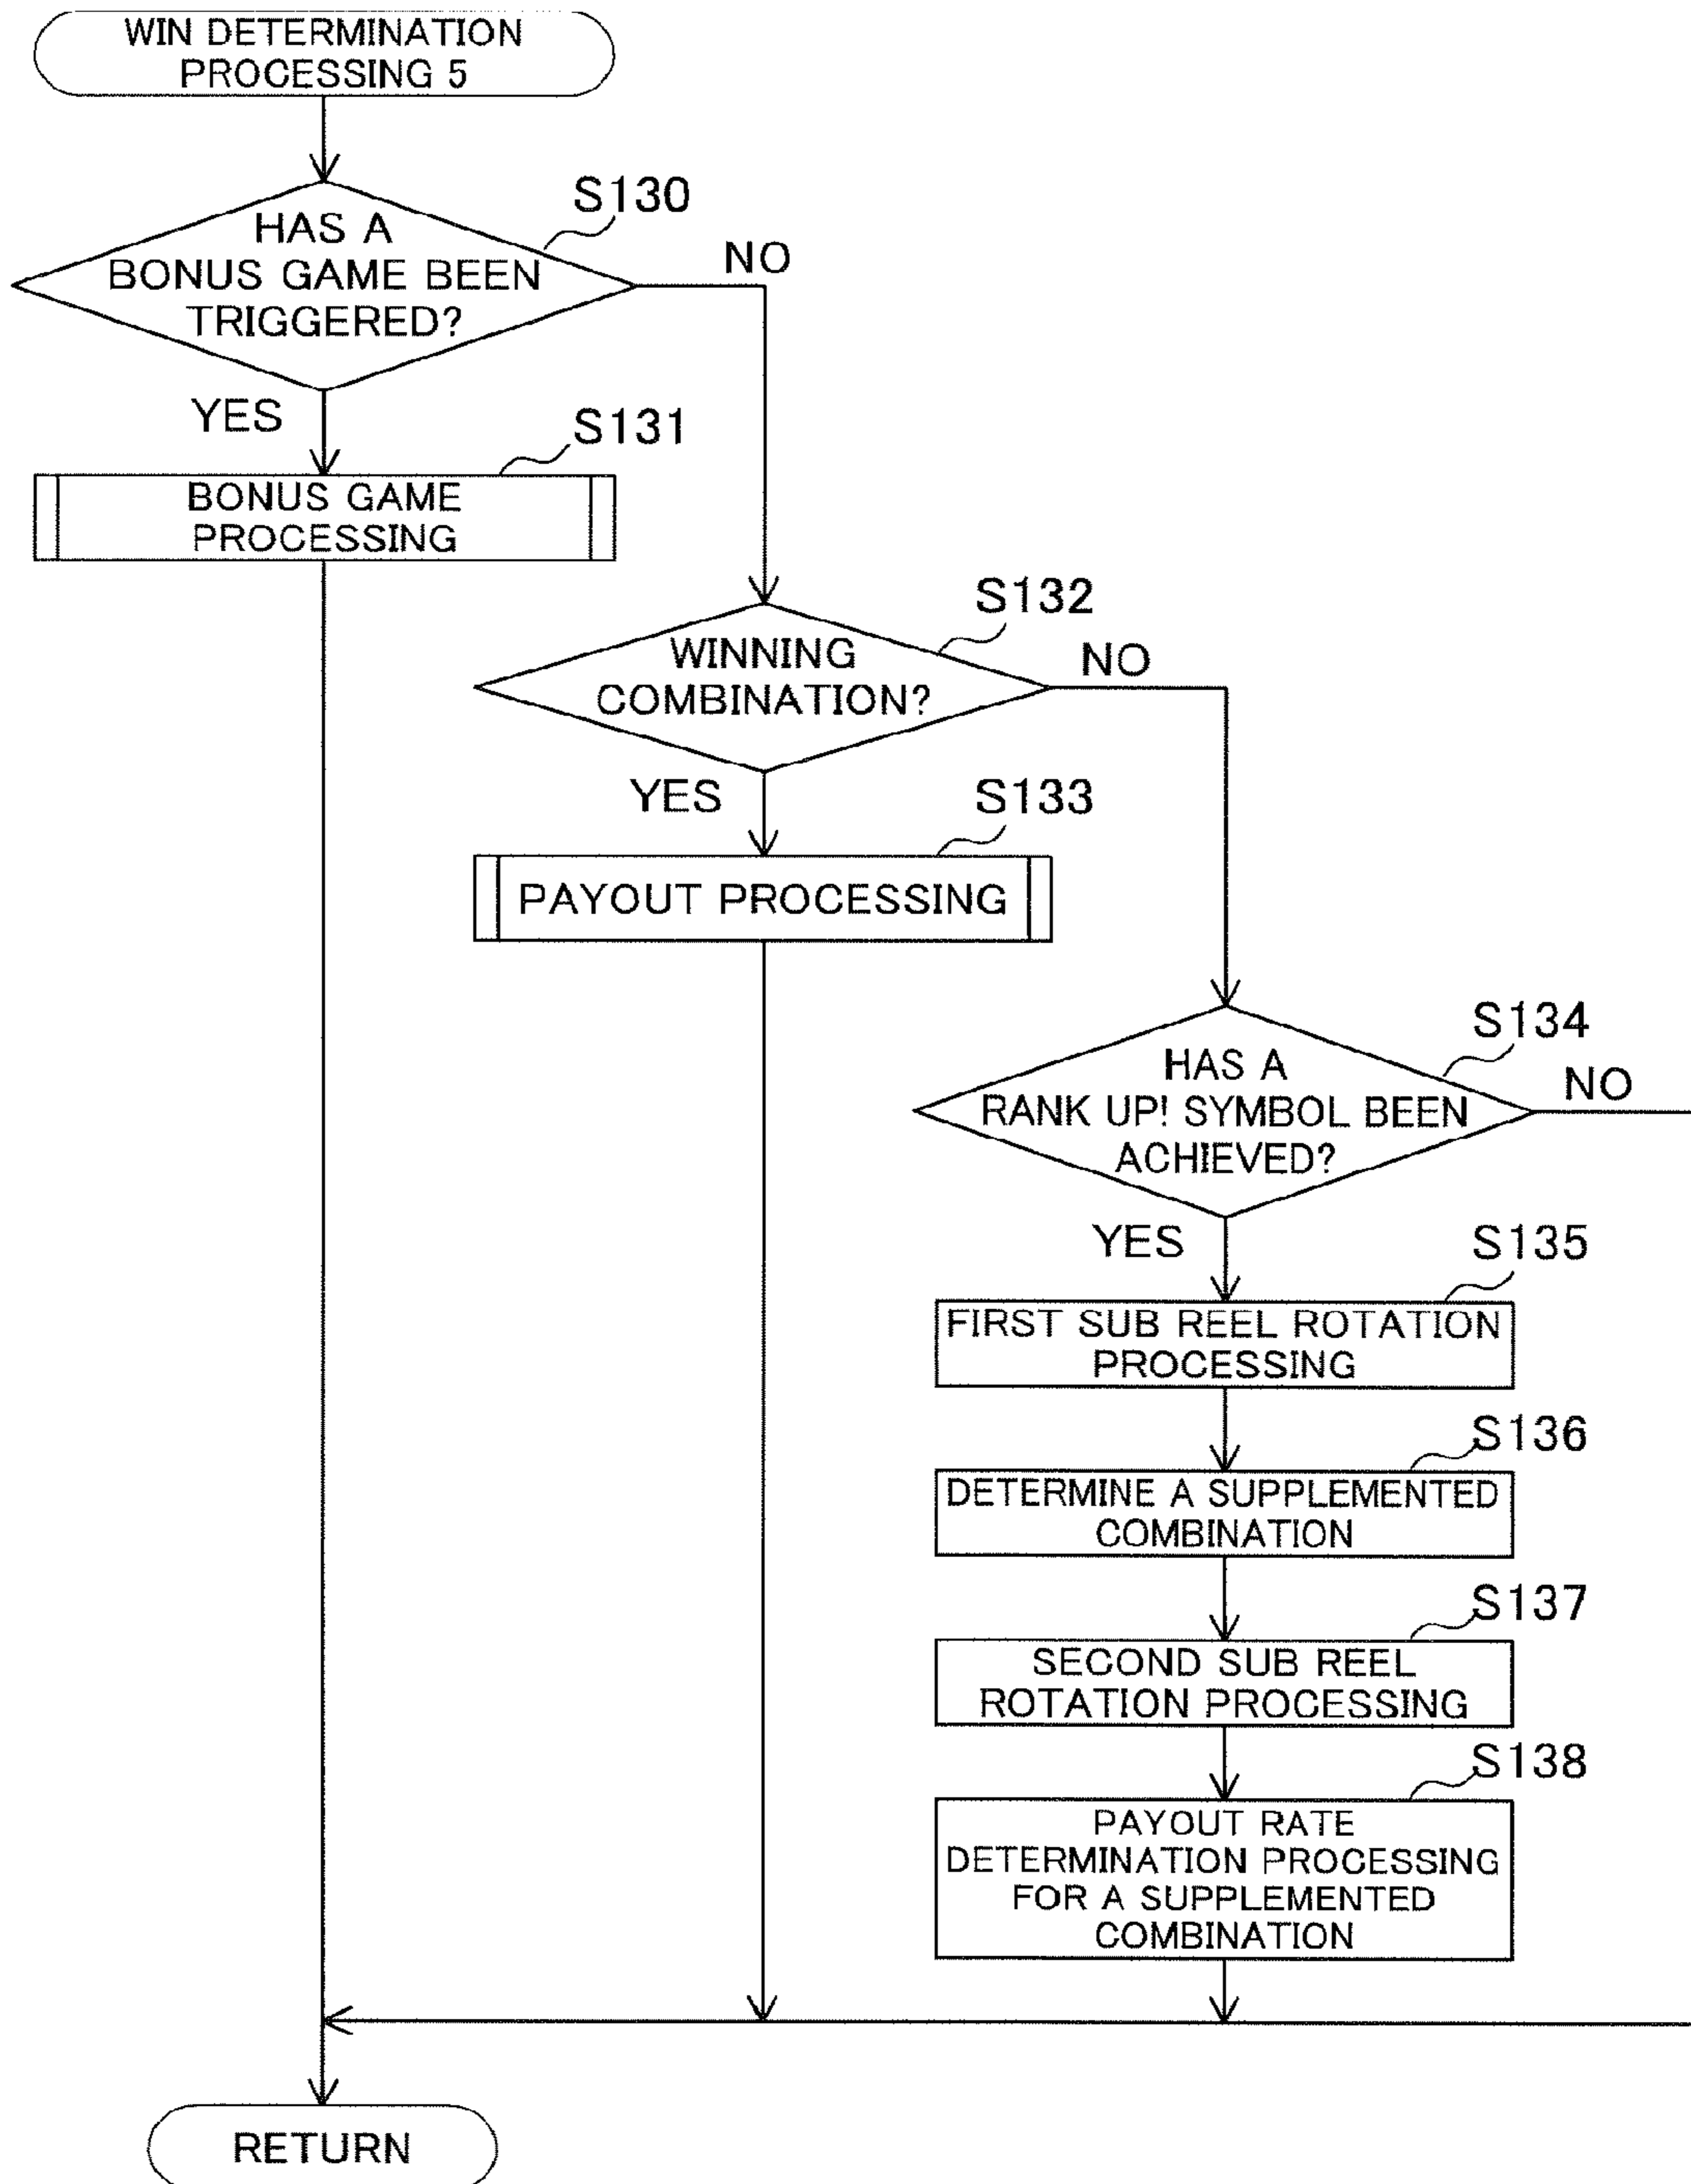 WIN DETERMINATION
PROCESSING 5
S130
HAS A
BONUS GAME BEEN
TRIGGERED?
NO
YES
S131
BONUS GAME
PROCESSING
S132
WINNING
COMBINATION?
NO
YES
S133
PAYOUT PROCESSING
S134
HAS A
RANK UP! SYMBOL BEEN
ACHIEVED?
NO
YES
S135
FIRST SUB REEL ROTATION
PROCESSING
S136
DETERMINE A SUPPLEMENTED
COMBINATION
S137
SECOND SUB REEL
ROTATION PROCESSING
S138
PAYOUT RATE
DETERMINATION PROCESSING
FOR A SUPPLEMENTED
COMBINATION
RETURN